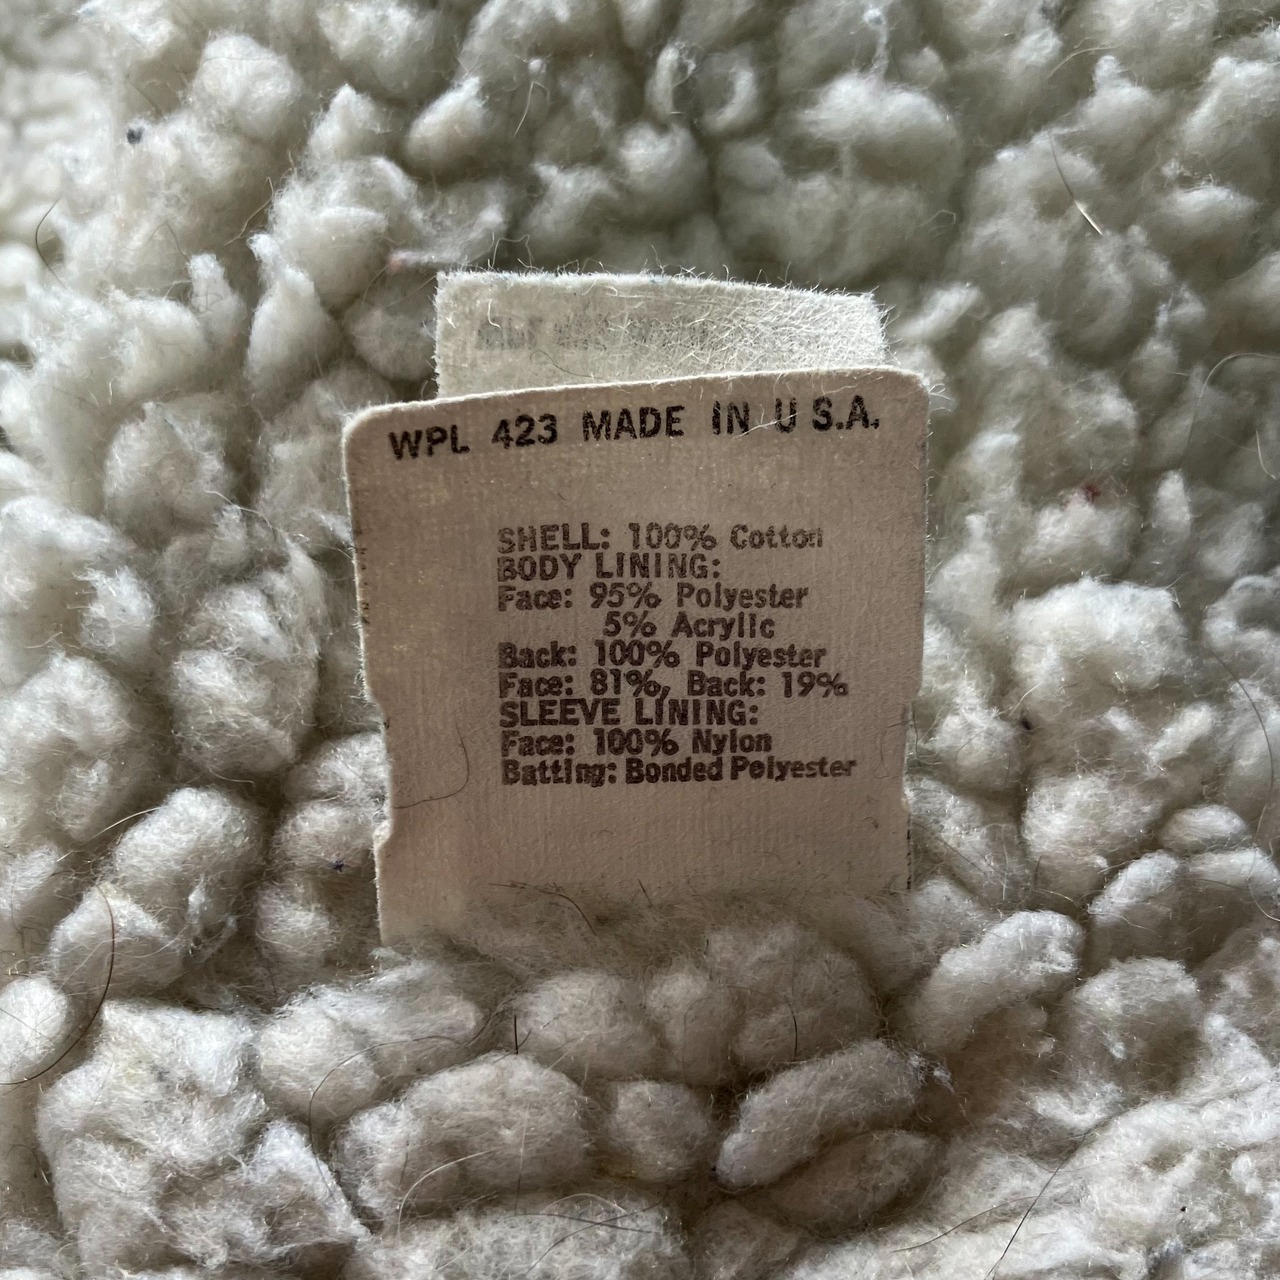 WPL 423 MADE IN U S.A.
SHELL: 100% Cotton
BODY LINING:
Face: 95% Polyester
5% Acrylic
Back: 100% Polyester
Face: 81%, Back: 19%
SLEEVE LINING:
Face: 100% Nylon
Batting: Bonded Polyester